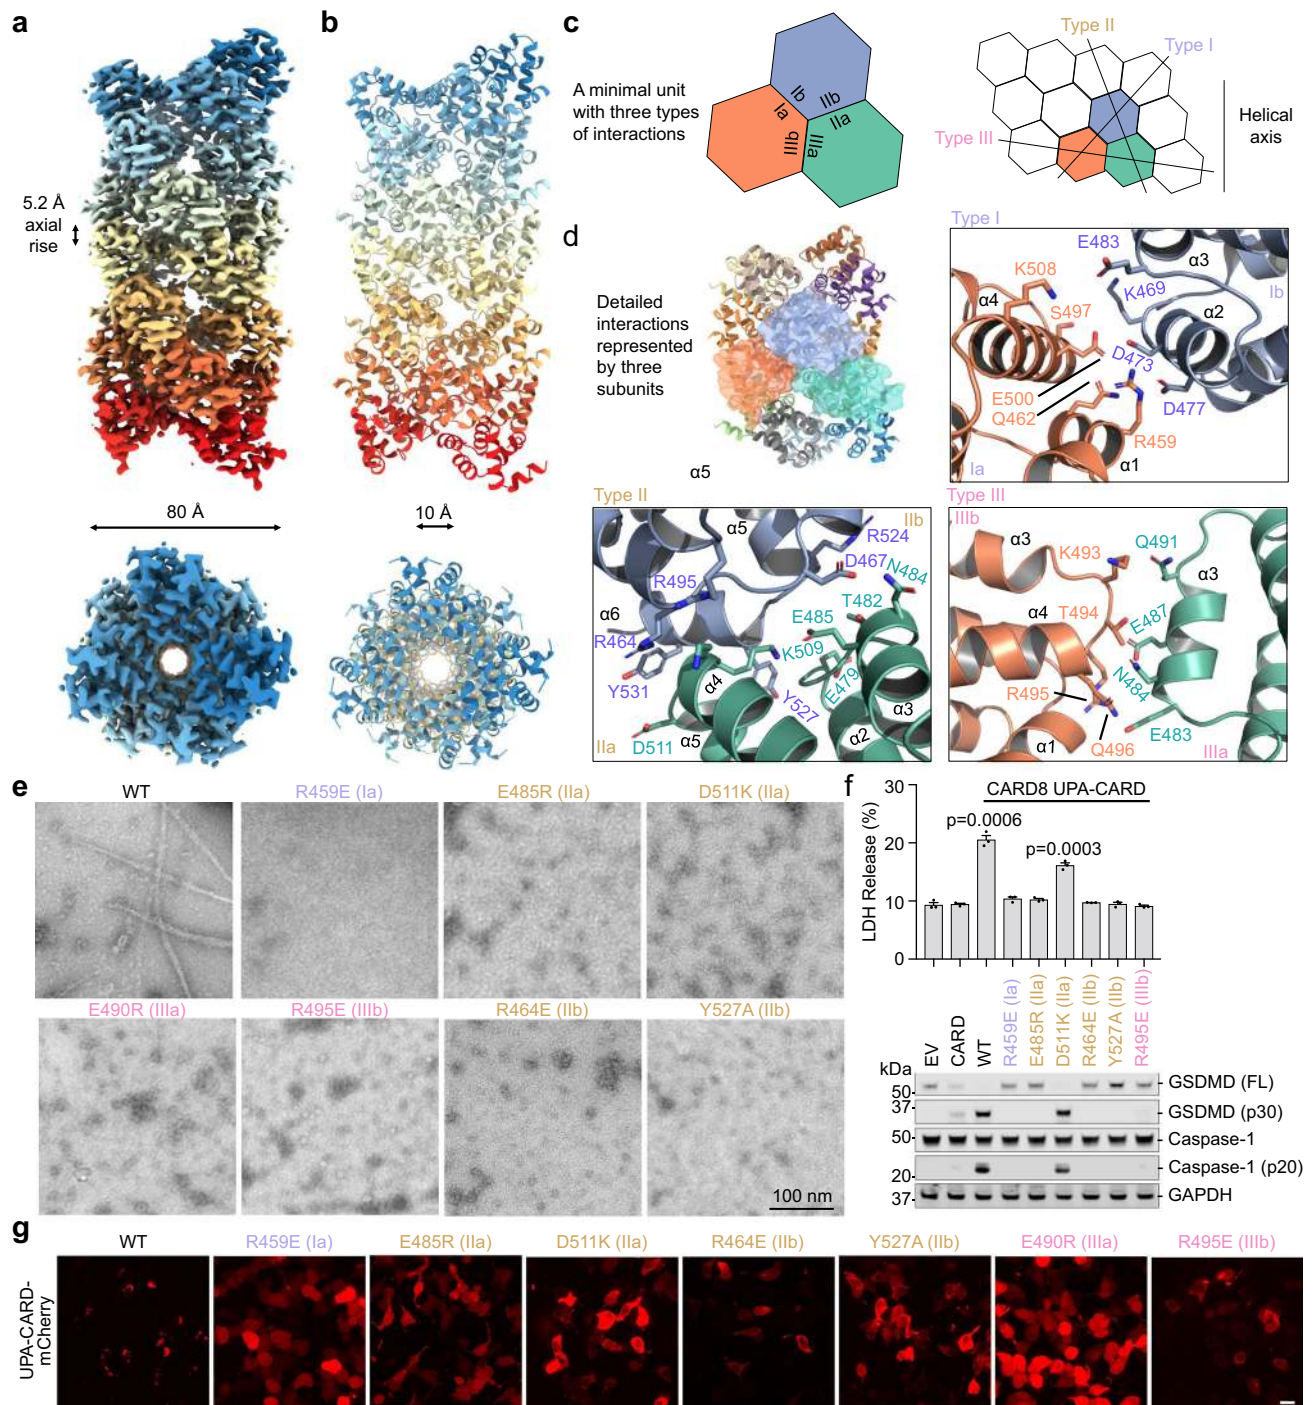 a
b
c
5.2 Å
axial
rise
80 Å
10 Å
A minimal unit
with three types
of interactions
Ib
IIb
Ia
IIa
IIIb
IIIa
Type II
Type I
Type III
Helical
axis
d
Detailed
interactions
represented
by three
subunits
α5
Type I
E483
α3
K508
Ib
α4
K469
S497
α2
D473
E500
Q462
D477
R459
Ia
α1
Type II
α5
IIb
R524
D467
N484
R495
T482
α6
E485
R464
K509
E479
Y531
α4
Y527
α3
IIa
D511
α5
α2
Type III
IIIb
α3
K493
Q491
α3
α4
T494
E487
N484
R495
α1
Q496
E483
IIIa
e
WT
R459E (Ia)
E485R (IIa)
D511K (IIa)
E490R (IIIa)
R495E (IIIb)
R464E (IIb)
Y527A (IIb)
100 nm
f
CARD8 UPA-CARD
p=0.0006
p=0.0003
LDH Release (%)
30
20
10
0
EV
CARD
WT
R459E (Ia)
E485R (IIa)
D511K (IIa)
R464E (IIb)
Y527A (IIb)
R495E (IIIb)
kDa
50
GSDMD (FL)
37
GSDMD (p30)
50
Caspase-1
20
Caspase-1 (p20)
37
GAPDH
g
WT
R459E (Ia)
E485R (IIa)
D511K (IIa)
R464E (IIb)
Y527A (IIb)
E490R (IIIa)
R495E (IIIb)
UPA-CARD-
mCherry